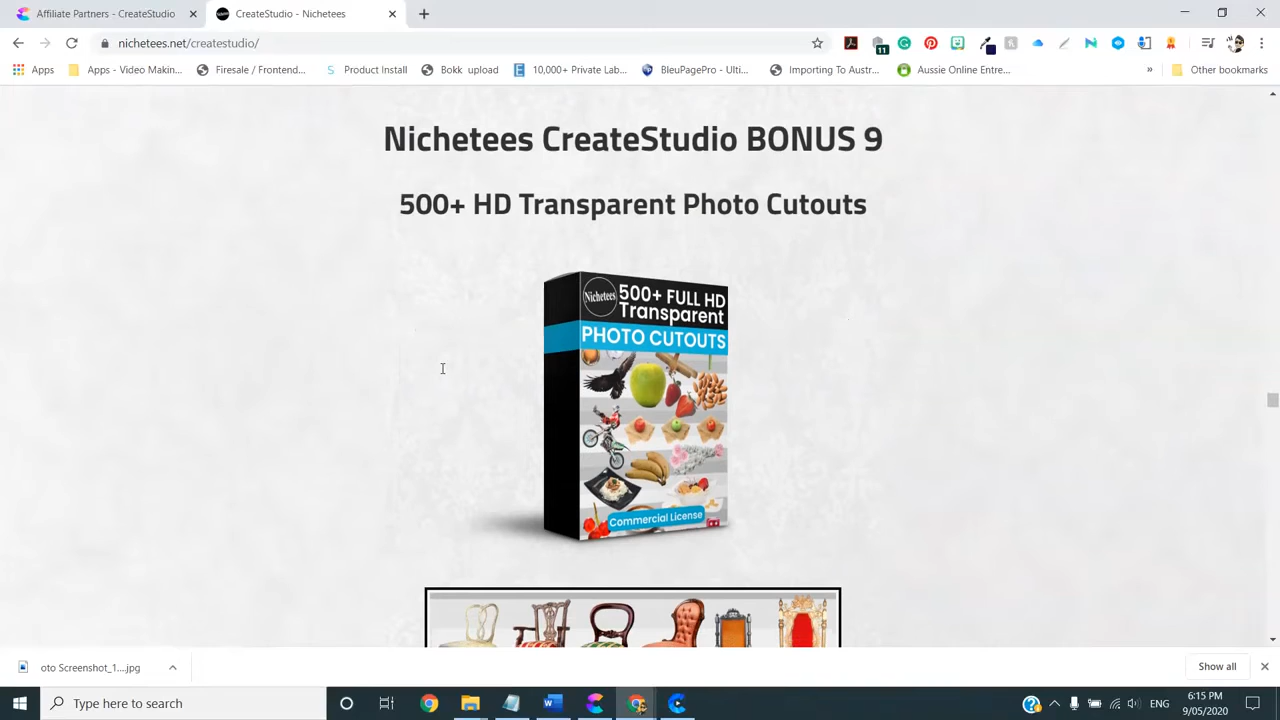 Affiliate Partners - CreateStudio
CreateStudio - Nichetees
nichetees.net/createstudio/
11
Apps
Apps - Video Makin...
Firesale / Frontend...
S Product Install
Bokk upload
10,000+ Private Lab...
BleuPagePro - Ulti...
Importing To Austr...
Aussie Online Entre...
»
Other bookmarks
Nichetees CreateStudio BONUS 9
500+ HD Transparent Photo Cutouts
Nichetees
500+ FULL HD
Transparent
PHOTO CUTOUTS
Commercial License
oto Screenshot_1....jpg
Show all
Type here to search
ENG
6:15 PM
9/05/2020